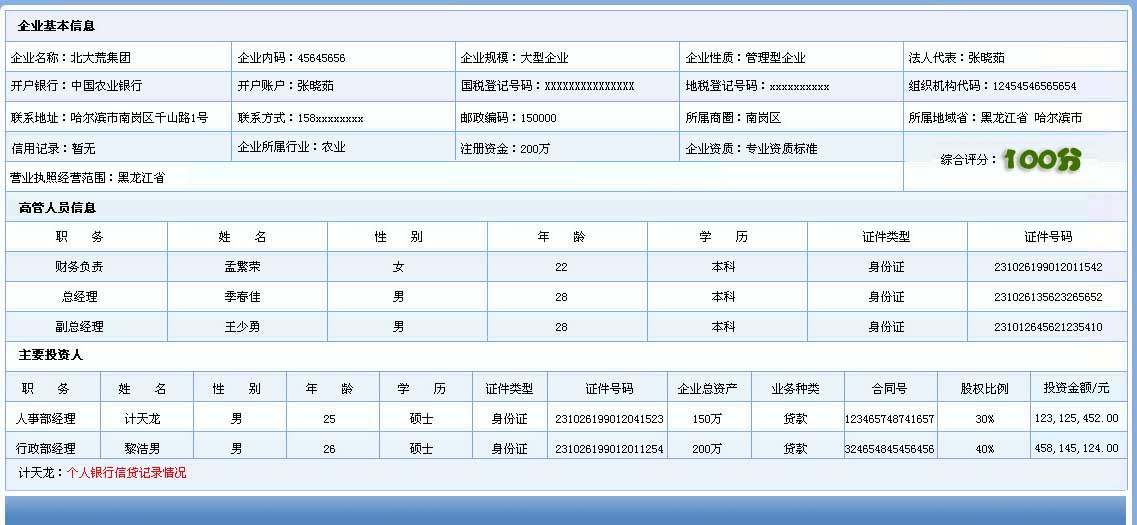 企业基本信息
企业名称：北大荒集团 企业内码：45645656 企业规模：大型企业 企业性质：管理型企业 法人代表：张晓茹
开户银行：中国农业银行 开户账户：张晓茹 国税登记号码：XXXXXXXXXXXXXXX 地税登记号码：xxxxxxxxxx 组织机构代码：12454546565654
联系地址：哈尔滨市南岗区千山路1号 联系方式：158xxxxxxxx 邮政编码：150000 所属商圈：南岗区 所属地域省：黑龙江省 哈尔滨市
信用记录：暂无 企业所属行业：农业 注册资金：200万 企业资质：专业资质标准 综合评分：100分
营业执照经营范围：黑龙江省
高管人员信息
职 务 姓 名 性 别 年 龄 学 历 证件类型 证件号码
财务负责 孟繁荣 女 22 本科 身份证 231026199012011542
总经理 季春佳 男 28 本科 身份证 231026135623265652
副总经理 王少勇 男 28 本科 身份证 231012645621235410
主要投资人
职 务 姓 名 性 别 年 龄 学 历 证件类型 证件号码 企业总资产 业务种类 合同号 股权比例 投资金额/元
人事部经理 计天龙 男 25 硕士 身份证 231026199012041523 150万 贷款 123465748741657 30% 123,125,452.00
行政部经理 黎浩男 男 26 硕士 身份证 231026199012011254 200万 贷款 324654845456456 40% 458,145,124.00
计天龙：个人银行信贷记录情况